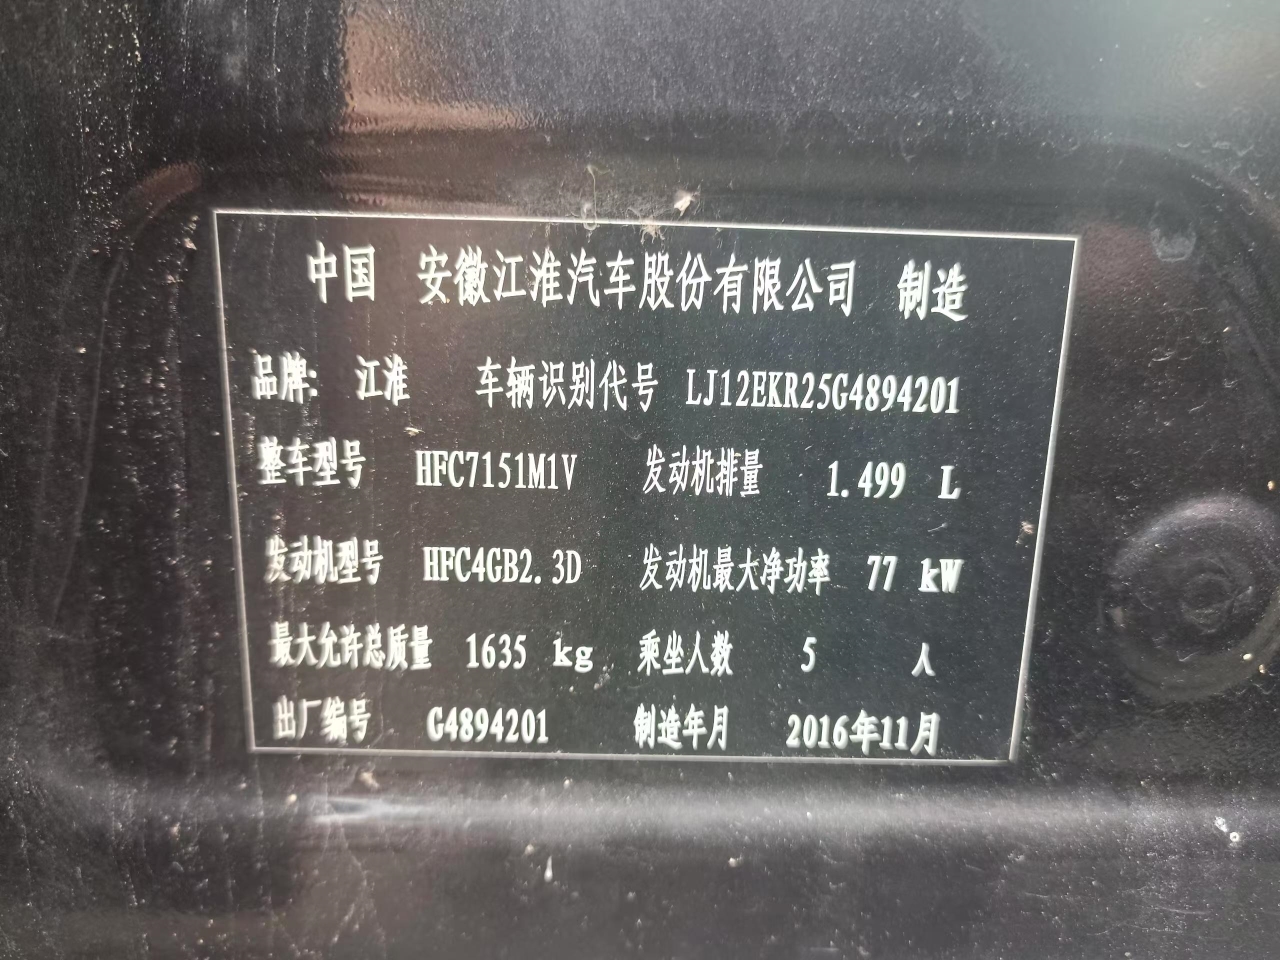 中国 安徽江淮汽车股份有限公司 制造
品牌: 江淮 车辆识别代号 LJ12EKR25G4894201
整车型号 HFC7151M1V 发动机排量 1.499 L
发动机型号 HFC4GB2.3D 发动机最大净功率 77 kW
最大允许总质量 1635 kg 乘坐人数 5 人
出厂编号 G4894201 制造年月 2016年11月